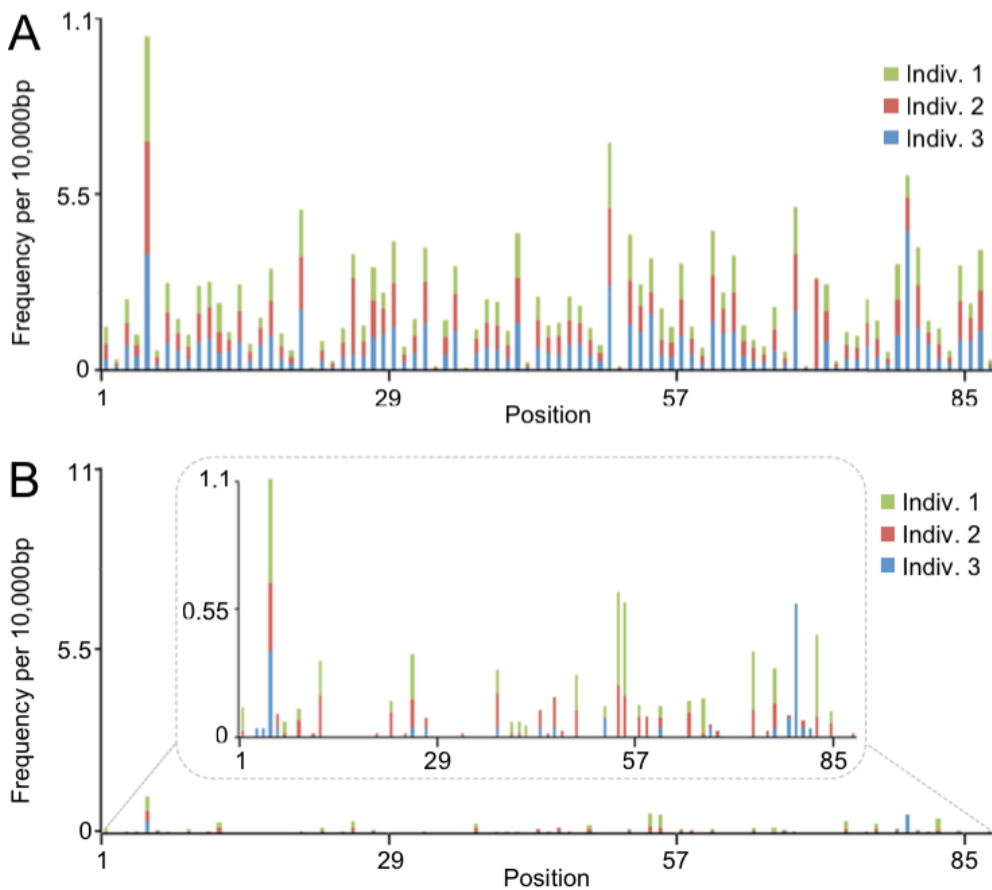 A
1.1
5.5
0
Frequency per 10,000bp
Indiv. 1
Indiv. 2
Indiv. 3
1 29 57 85
Position
B
11
5.5
0
Frequency per 10,000bp
1.1
0.55
0
1 29 57 85
Indiv. 1
Indiv. 2
Indiv. 3
1 29 57 85
Position